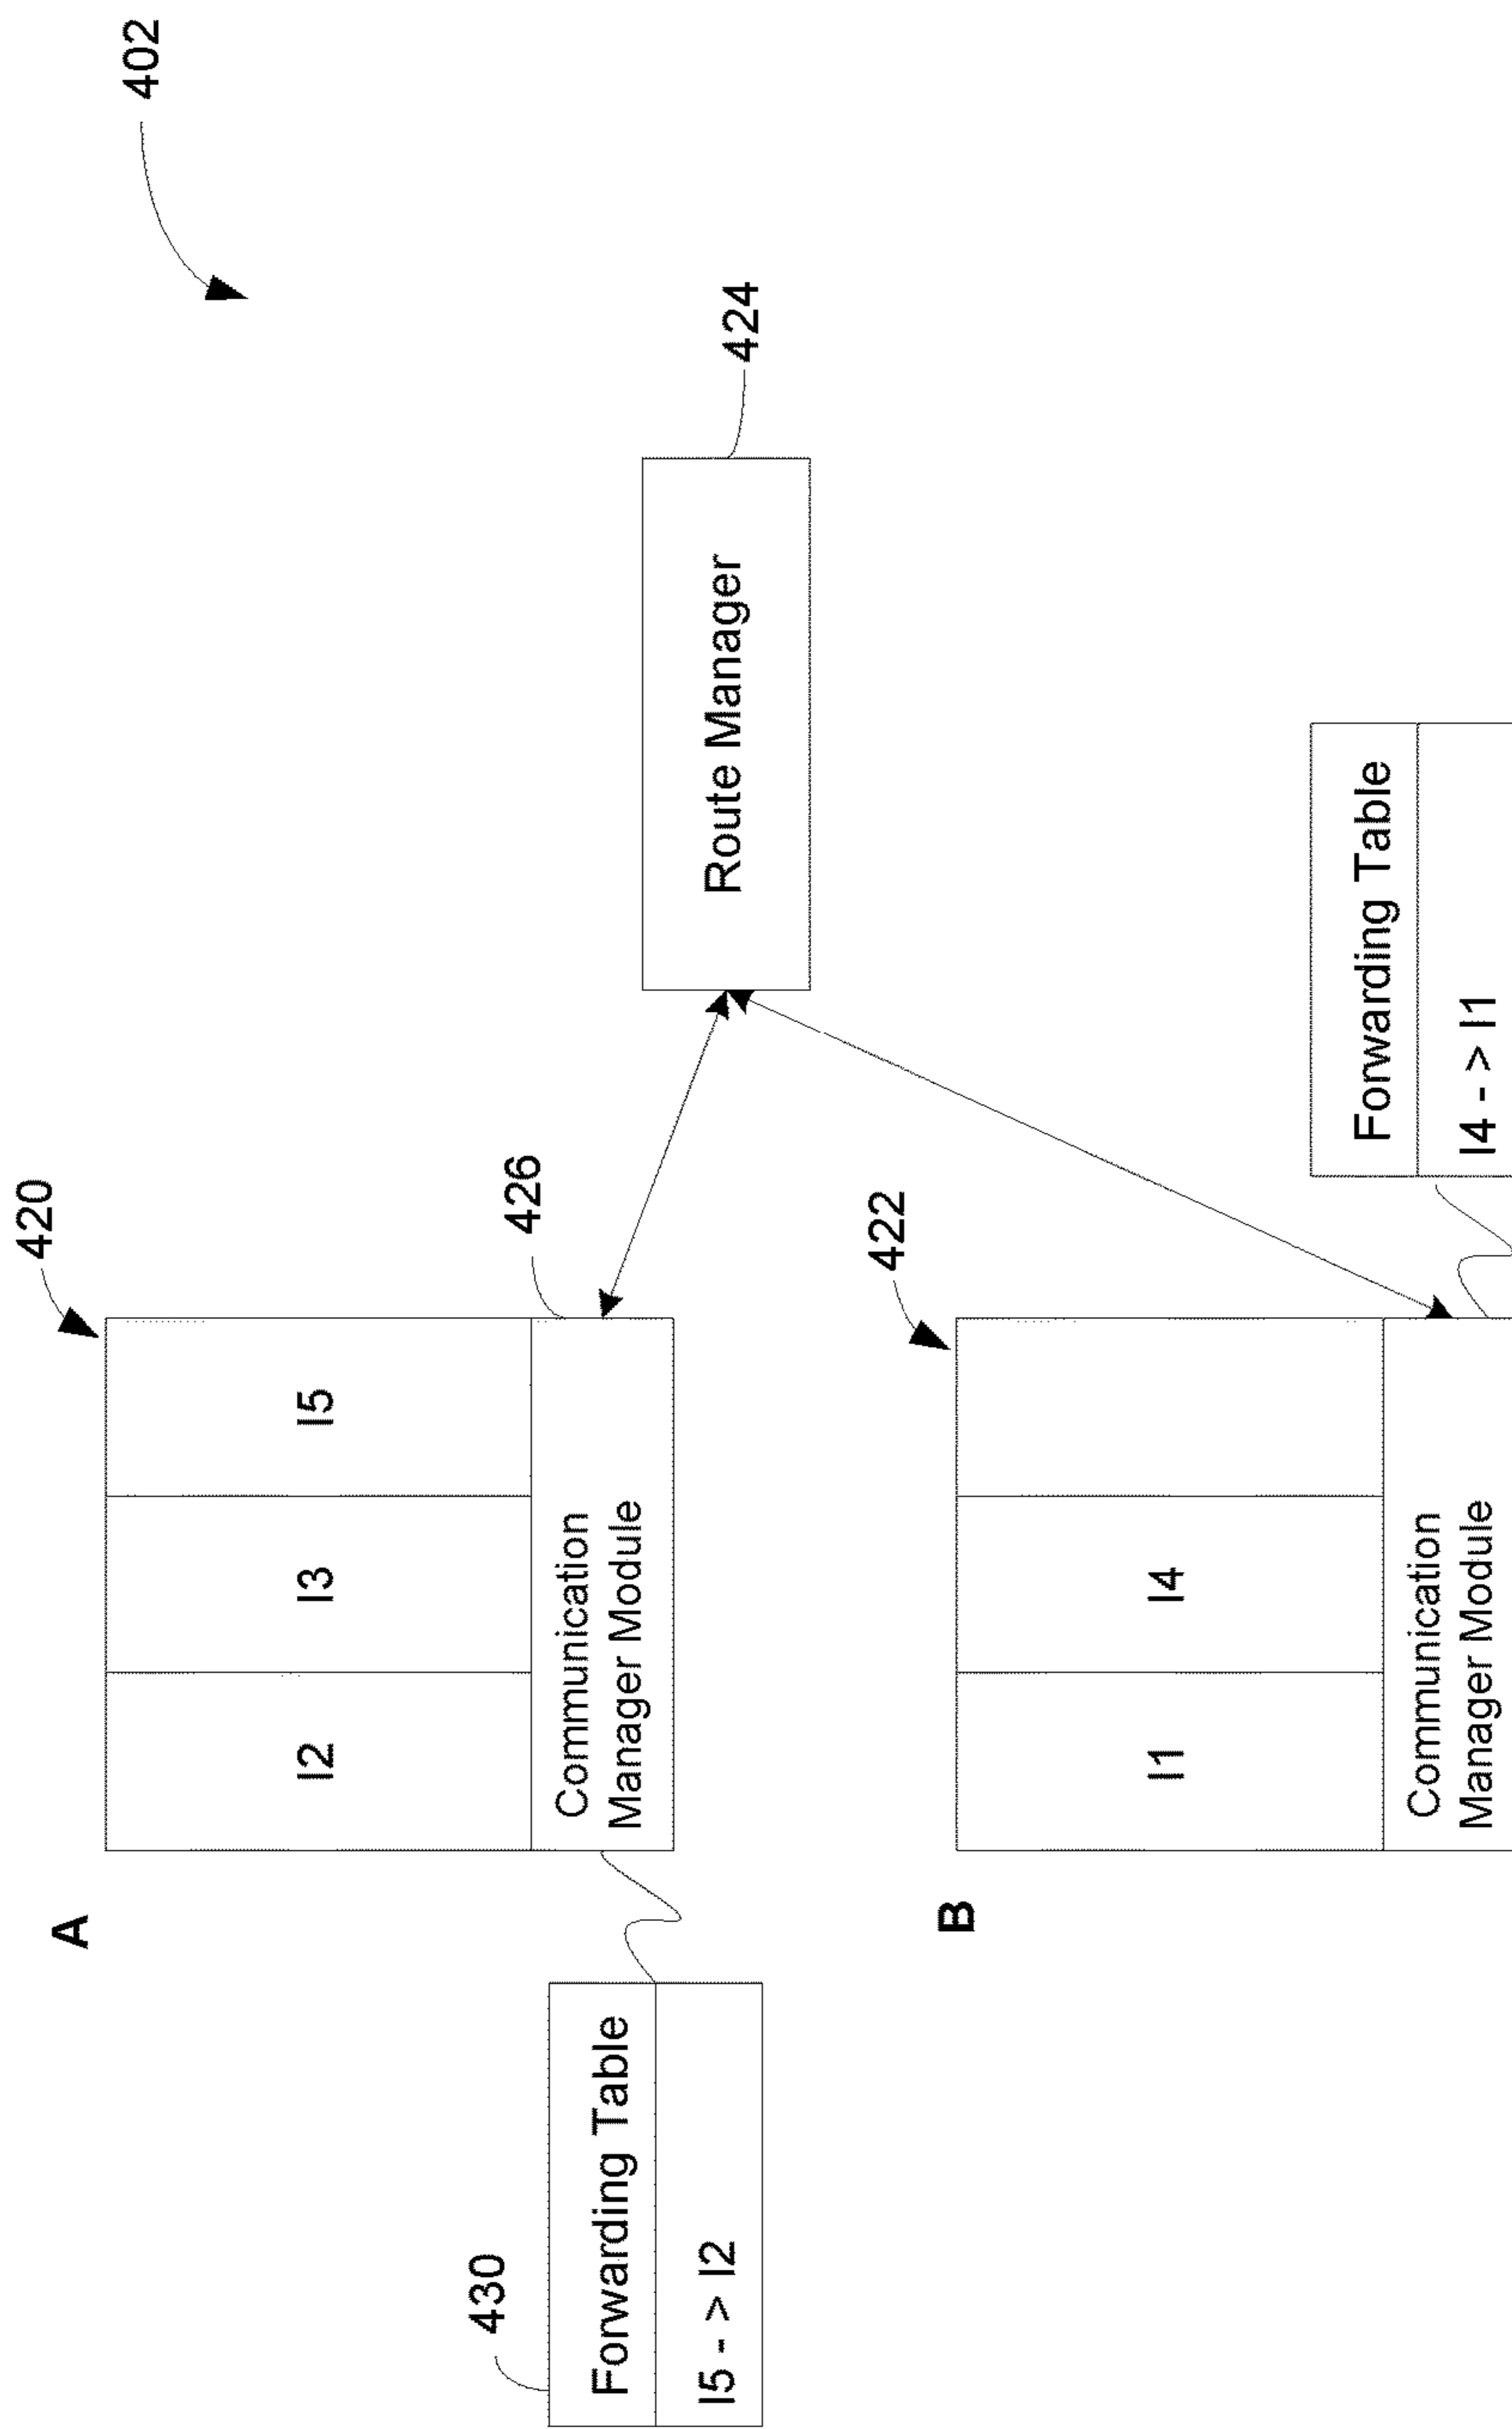 402
A
420
I2
I3
I5
426
Communication
Manager Module
430
Forwarding Table
I5 - > I2
Route Manager
424
B
422
I1
I4
Communication
Manager Module
Forwarding Table
I4 - > I1